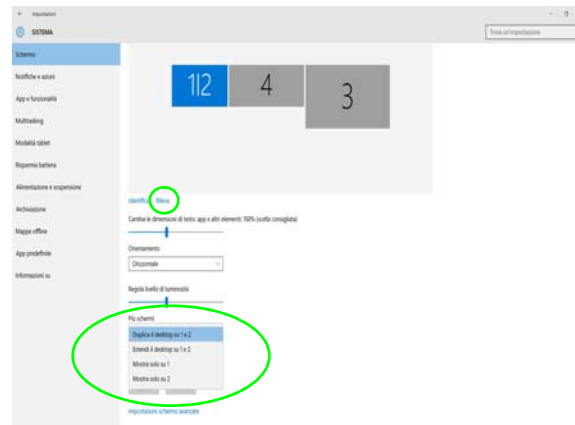 Impostazioni
SISTEMA
Trova un'impostazione
Schermo
Notifiche e azioni
App e funzionalità
Multitasking
Modalità tablet
Risparmia batteria
Alimentazione e sospensione
Archiviazione
Mappe offline
App predefinite
Informazioni su
1|2
4
3
Identifica Rileva
Cambia le dimensioni di testo, app e altri elementi: 150% (scelta consigliata)
Orientamento
Orizzontale
Regola livello di luminosità
Più schermi
Duplica il desktop su 1 e 2
Estendi il desktop su 1 e 2
Mostra solo su 1
Mostra solo su 2
Impostazioni schermo avanzate